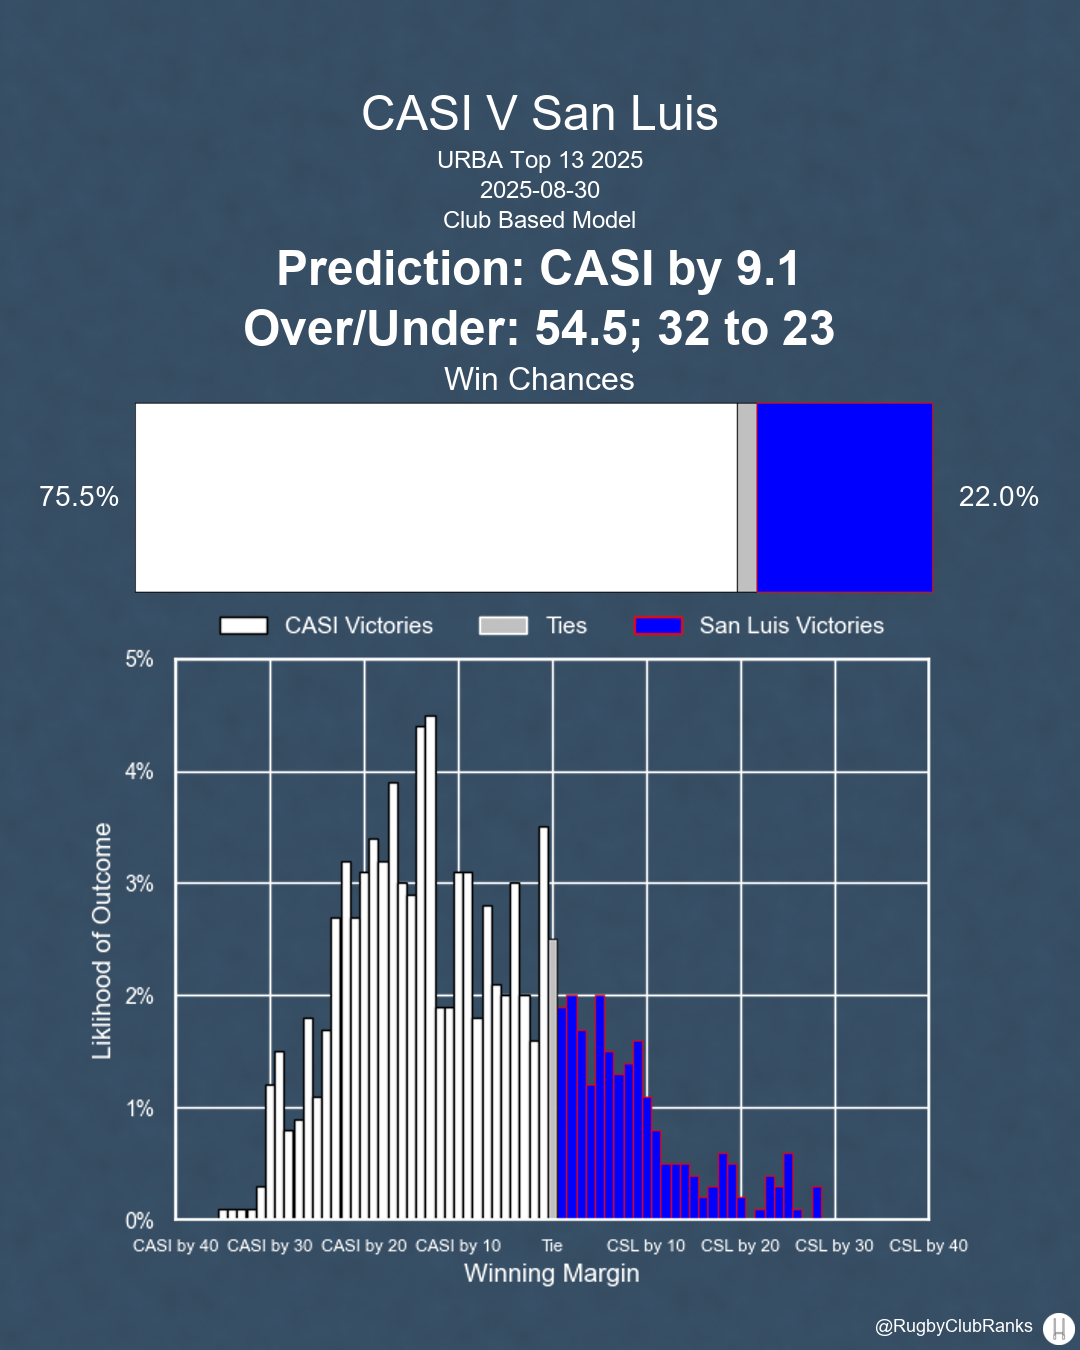 CASI V San Luis
URBA Top 13 2025
2025-08-30
Club Based Model
Prediction: CASI by 9.1
Over/Under: 54.5; 32 to 23
Win Chances
75.5%
22.0%
CASI Victories
Ties
San Luis Victories
5%
4%
3%
2%
1%
0%
Liklihood of Outcome
CASI by 40
CASI by 30
CASI by 20
CASI by 10
Tie
CSL by 10
CSL by 20
CSL by 30
CSL by 40
Winning Margin
@RugbyClubRanks